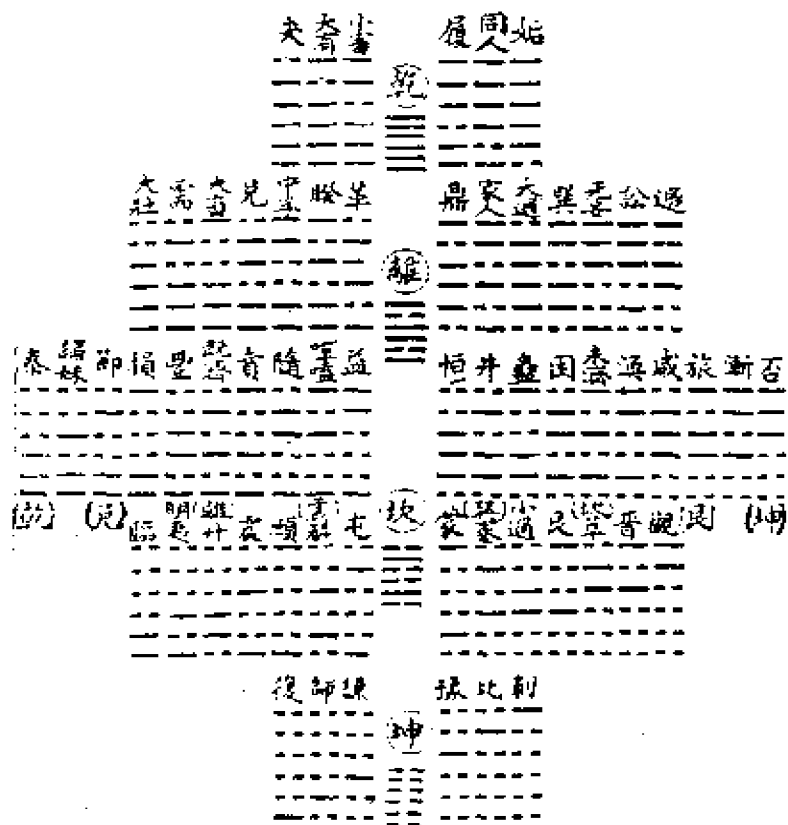 夬 大有 小畜 履 同人 姤
乾
大壯 需 大畜 兌 中孚 睽 革 鼎 家人 大過 巽 无妄 訟
離
泰 歸妹 節 損 豐 既濟 賁 隨 噬嗑 益 恒 井 蠱 困 未濟 渙 咸 旅 漸 否
(兌) 臨 明夷 升 頤 屯 坎 蒙 小過 艮 晉 觀 (艮) (坤)
復 師 謙 豫 比 剝
坤